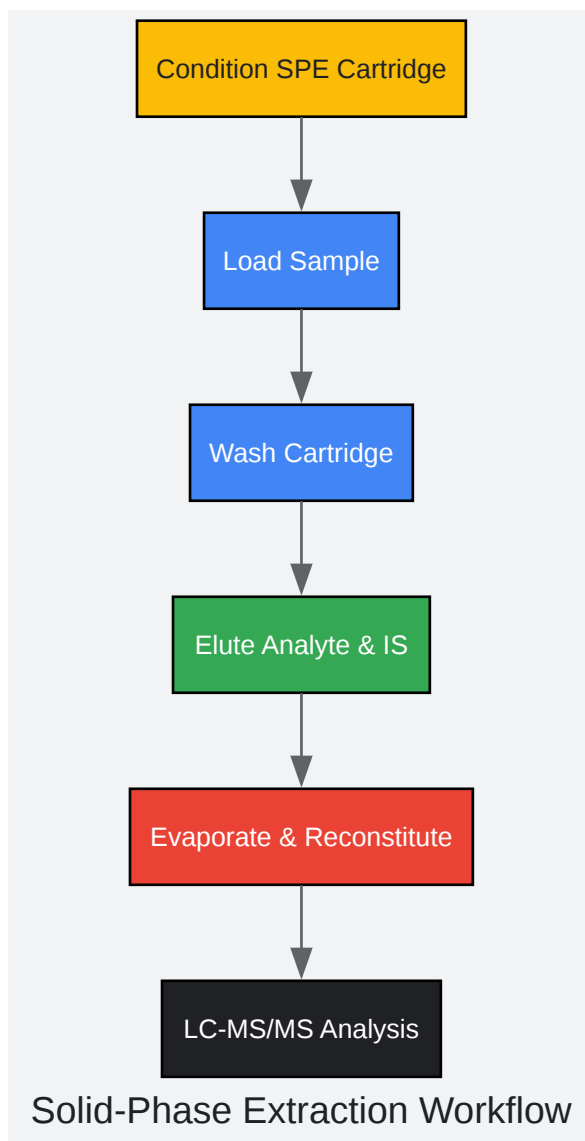 Condition SPE Cartridge
Load Sample
Wash Cartridge
Elute Analyte & IS
Evaporate & Reconstitute
LC-MS/MS Analysis
Solid-Phase Extraction Workflow